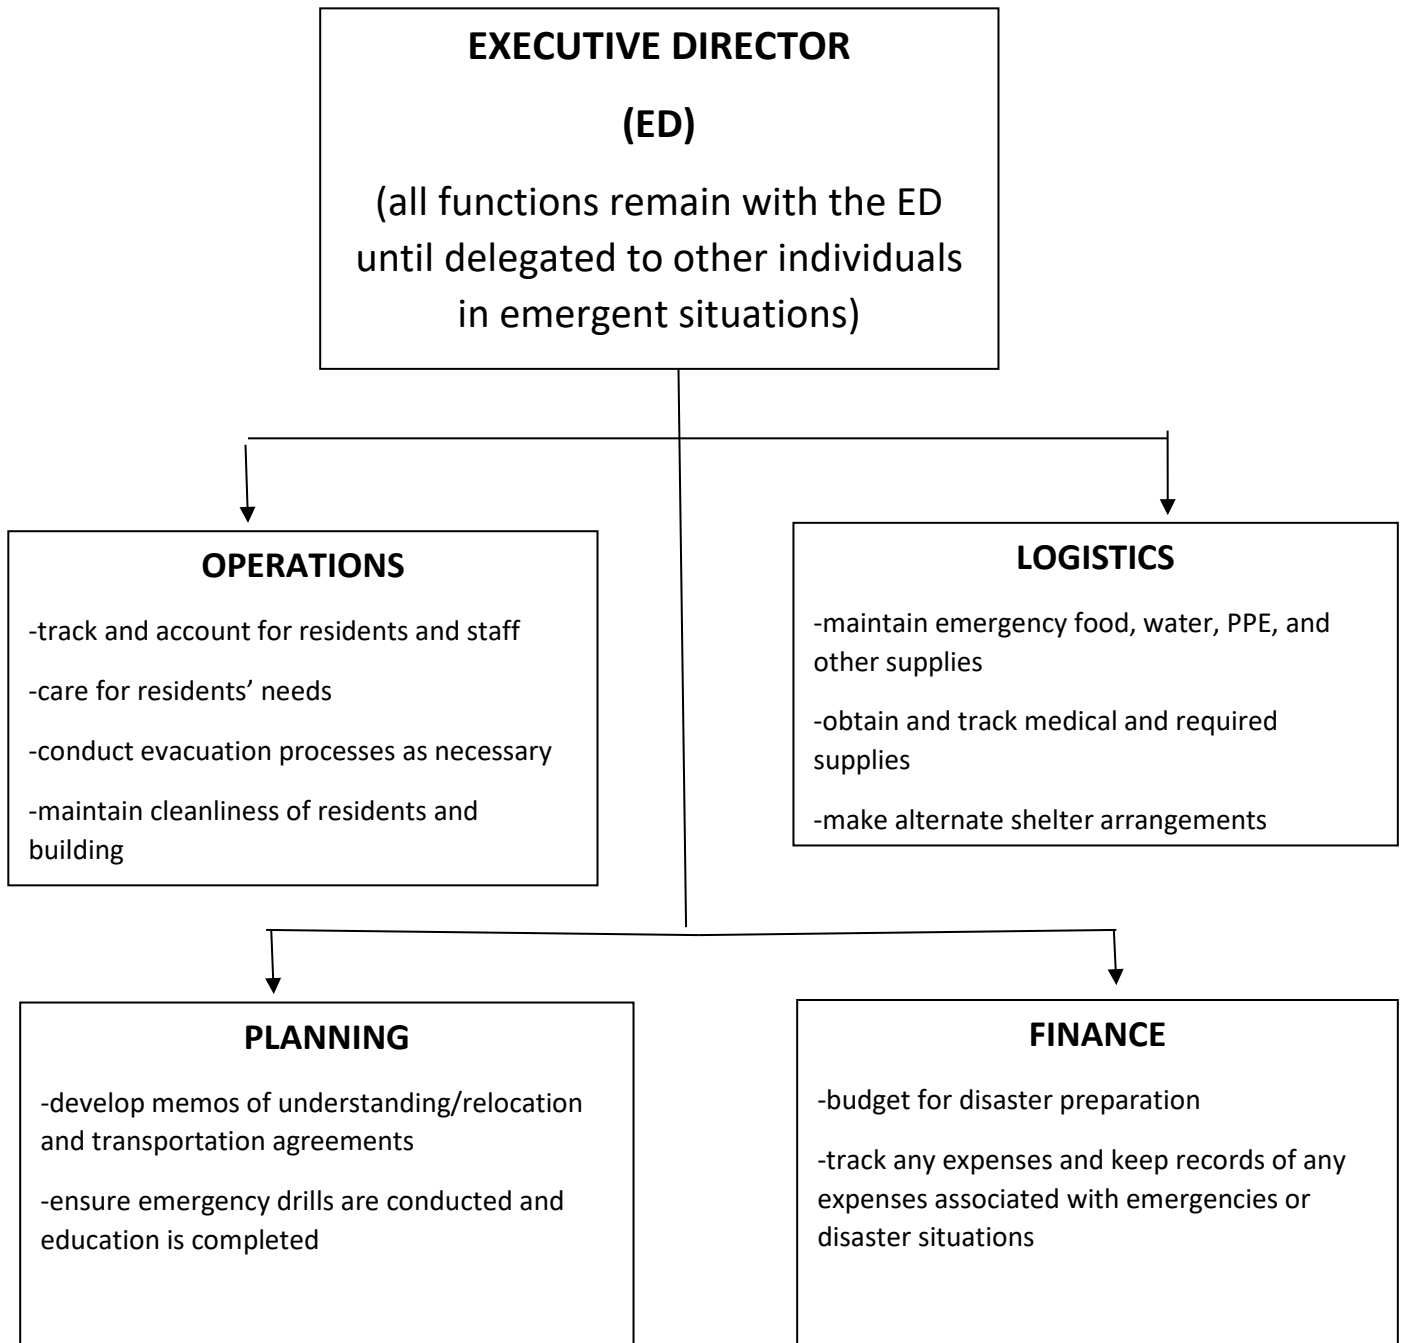 EXECUTIVE DIRECTOR
(ED)
(all functions remain with the ED
until delegated to other individuals
in emergent situations)
OPERATIONS
-track and account for residents and staff
-care for residents’ needs
-conduct evacuation processes as necessary
-maintain cleanliness of residents and
building
LOGISTICS
-maintain emergency food, water, PPE, and
other supplies
-obtain and track medical and required
supplies
-make alternate shelter arrangements
PLANNING
-develop memos of understanding/relocation
and transportation agreements
-ensure emergency drills are conducted and
education is completed
FINANCE
-budget for disaster preparation
-track any expenses and keep records of any
expenses associated with emergencies or
disaster situations